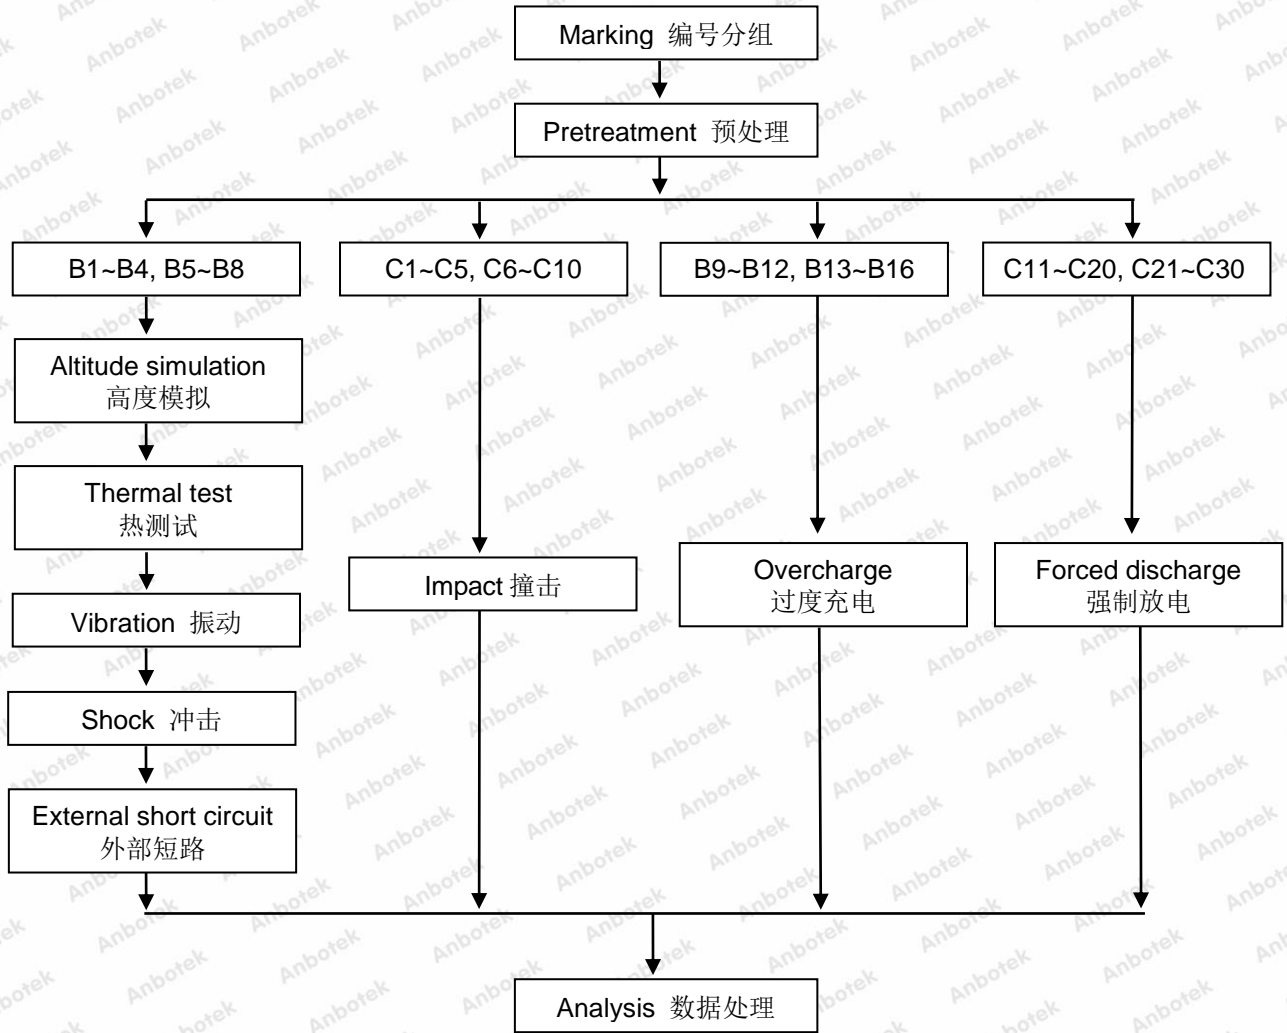 Marking 编号分组
Pretreatment 预处理
B1~B4, B5~B8
C1~C5, C6~C10
B9~B12, B13~B16
C11~C20, C21~C30
Altitude simulation
高度模拟
Thermal test
热测试
Vibration 振动
Shock 冲击
External short circuit
外部短路
Impact 撞击
Overcharge
过度充电
Forced discharge
强制放电
Analysis 数据处理
Anbotek